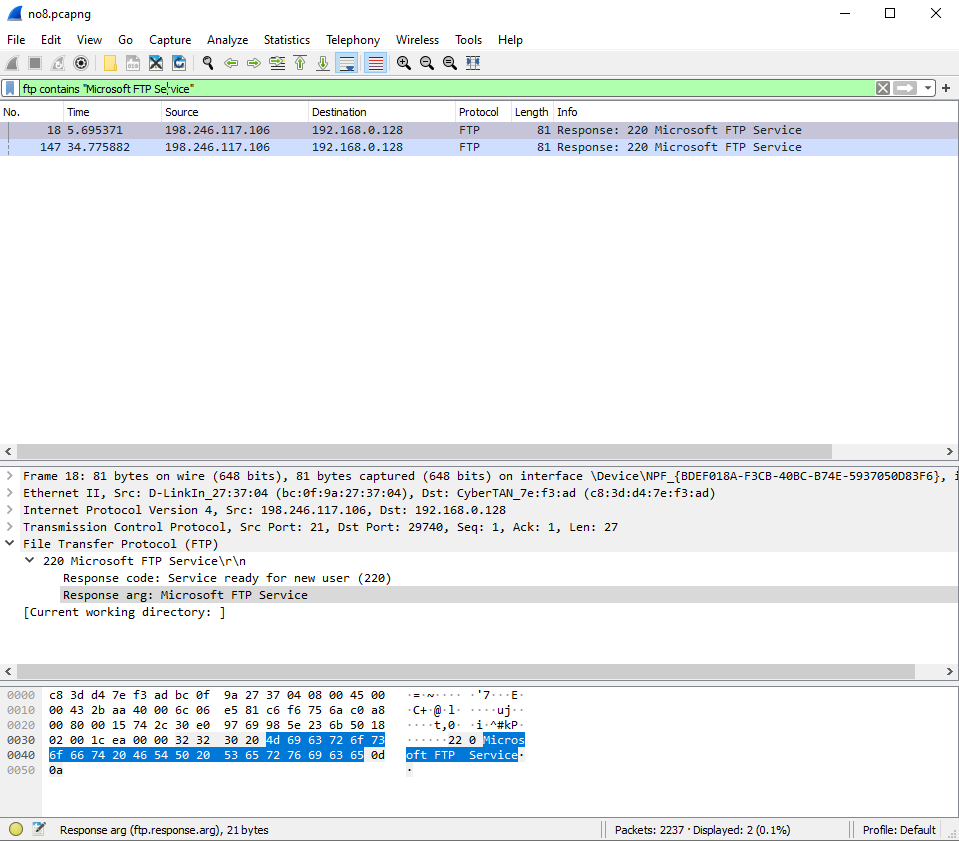 no8.pcapng
File Edit View Go Capture Analyze Statistics Telephony Wireless Tools Help
ftp contains "Microsoft FTP Service"
No. Time Source Destination Protocol Length Info
18 5.695371 198.246.117.106 192.168.0.128 FTP 81 Response: 220 Microsoft FTP Service
147 34.775882 198.246.117.106 192.168.0.128 FTP 81 Response: 220 Microsoft FTP Service
Frame 18: 81 bytes on wire (648 bits), 81 bytes captured (648 bits) on interface \Device\NPF_{BDEF018A-F3CB-40BC-B74E-5937050D83F6}, i
Ethernet II, Src: D-LinkIn_27:37:04 (bc:0f:9a:27:37:04), Dst: CyberTAN_7e:f3:ad (c8:3d:d4:7e:f3:ad)
Internet Protocol Version 4, Src: 198.246.117.106, Dst: 192.168.0.128
Transmission Control Protocol, Src Port: 21, Dst Port: 29740, Seq: 1, Ack: 1, Len: 27
File Transfer Protocol (FTP)
220 Microsoft FTP Service\r\n
Response code: Service ready for new user (220)
Response arg: Microsoft FTP Service
[Current working directory: ]
0000 c8 3d d4 7e f3 ad bc 0f 9a 27 37 04 08 00 45 00 ·=·~···· ·'7···E·
0010 00 43 2b aa 40 00 6c 06 e5 81 c6 f6 75 6a c0 a8 ·C+·@·l· ····uj··
0020 00 80 00 15 74 2c 30 e0 97 69 98 5e 23 6b 50 18 ····t,0· ·i·^#kP·
0030 02 00 1c ea 00 00 32 32 30 20 4d 69 63 72 6f 73 ······22 0 Micros
0040 6f 66 74 20 46 54 50 20 53 65 72 76 69 63 65 0d oft FTP Service·
0050 0a ·
Response arg (ftp.response.arg), 21 bytes Packets: 2237 · Displayed: 2 (0.1%) Profile: Default